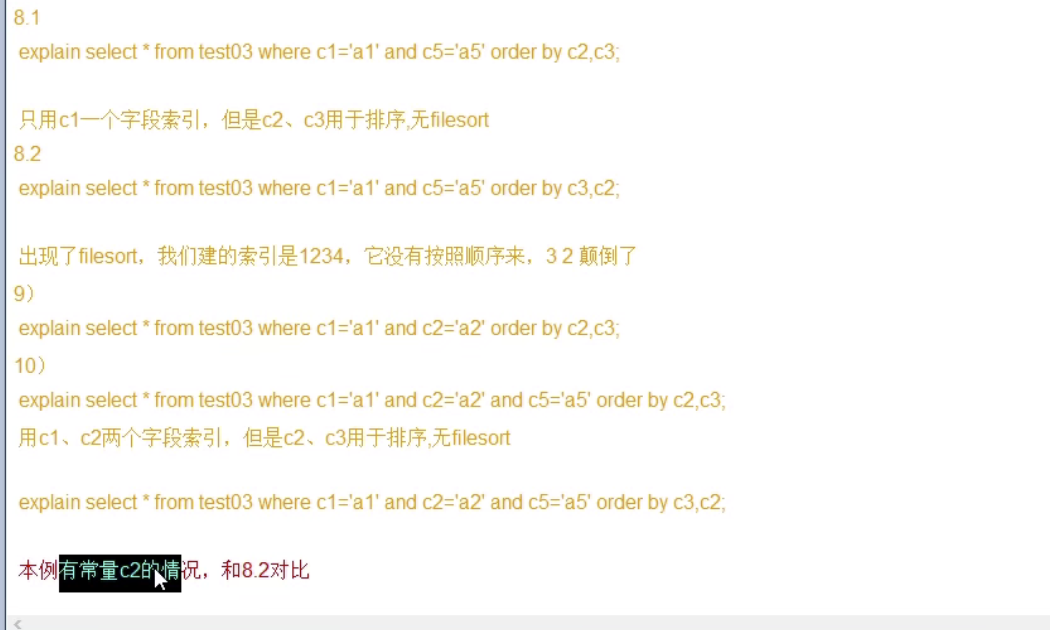 8.1
explain select * from test03 where c1='a1' and c5='a5' order by c2,c3;
只用c1一个字段索引，但是c2、c3用于排序,无filesort
8.2
explain select * from test03 where c1='a1' and c5='a5' order by c3,c2;
出现了filesort，我们建的索引是1234，它没有按照顺序来，3 2 颠倒了
9）
explain select * from test03 where c1='a1' and c2='a2' order by c2,c3;
10）
explain select * from test03 where c1='a1' and c2='a2' and c5='a5' order by c2,c3;
用c1、c2两个字段索引，但是c2、c3用于排序,无filesort
explain select * from test03 where c1='a1' and c2='a2' and c5='a5' order by c3,c2;
本例有常量c2的情况，和8.2对比